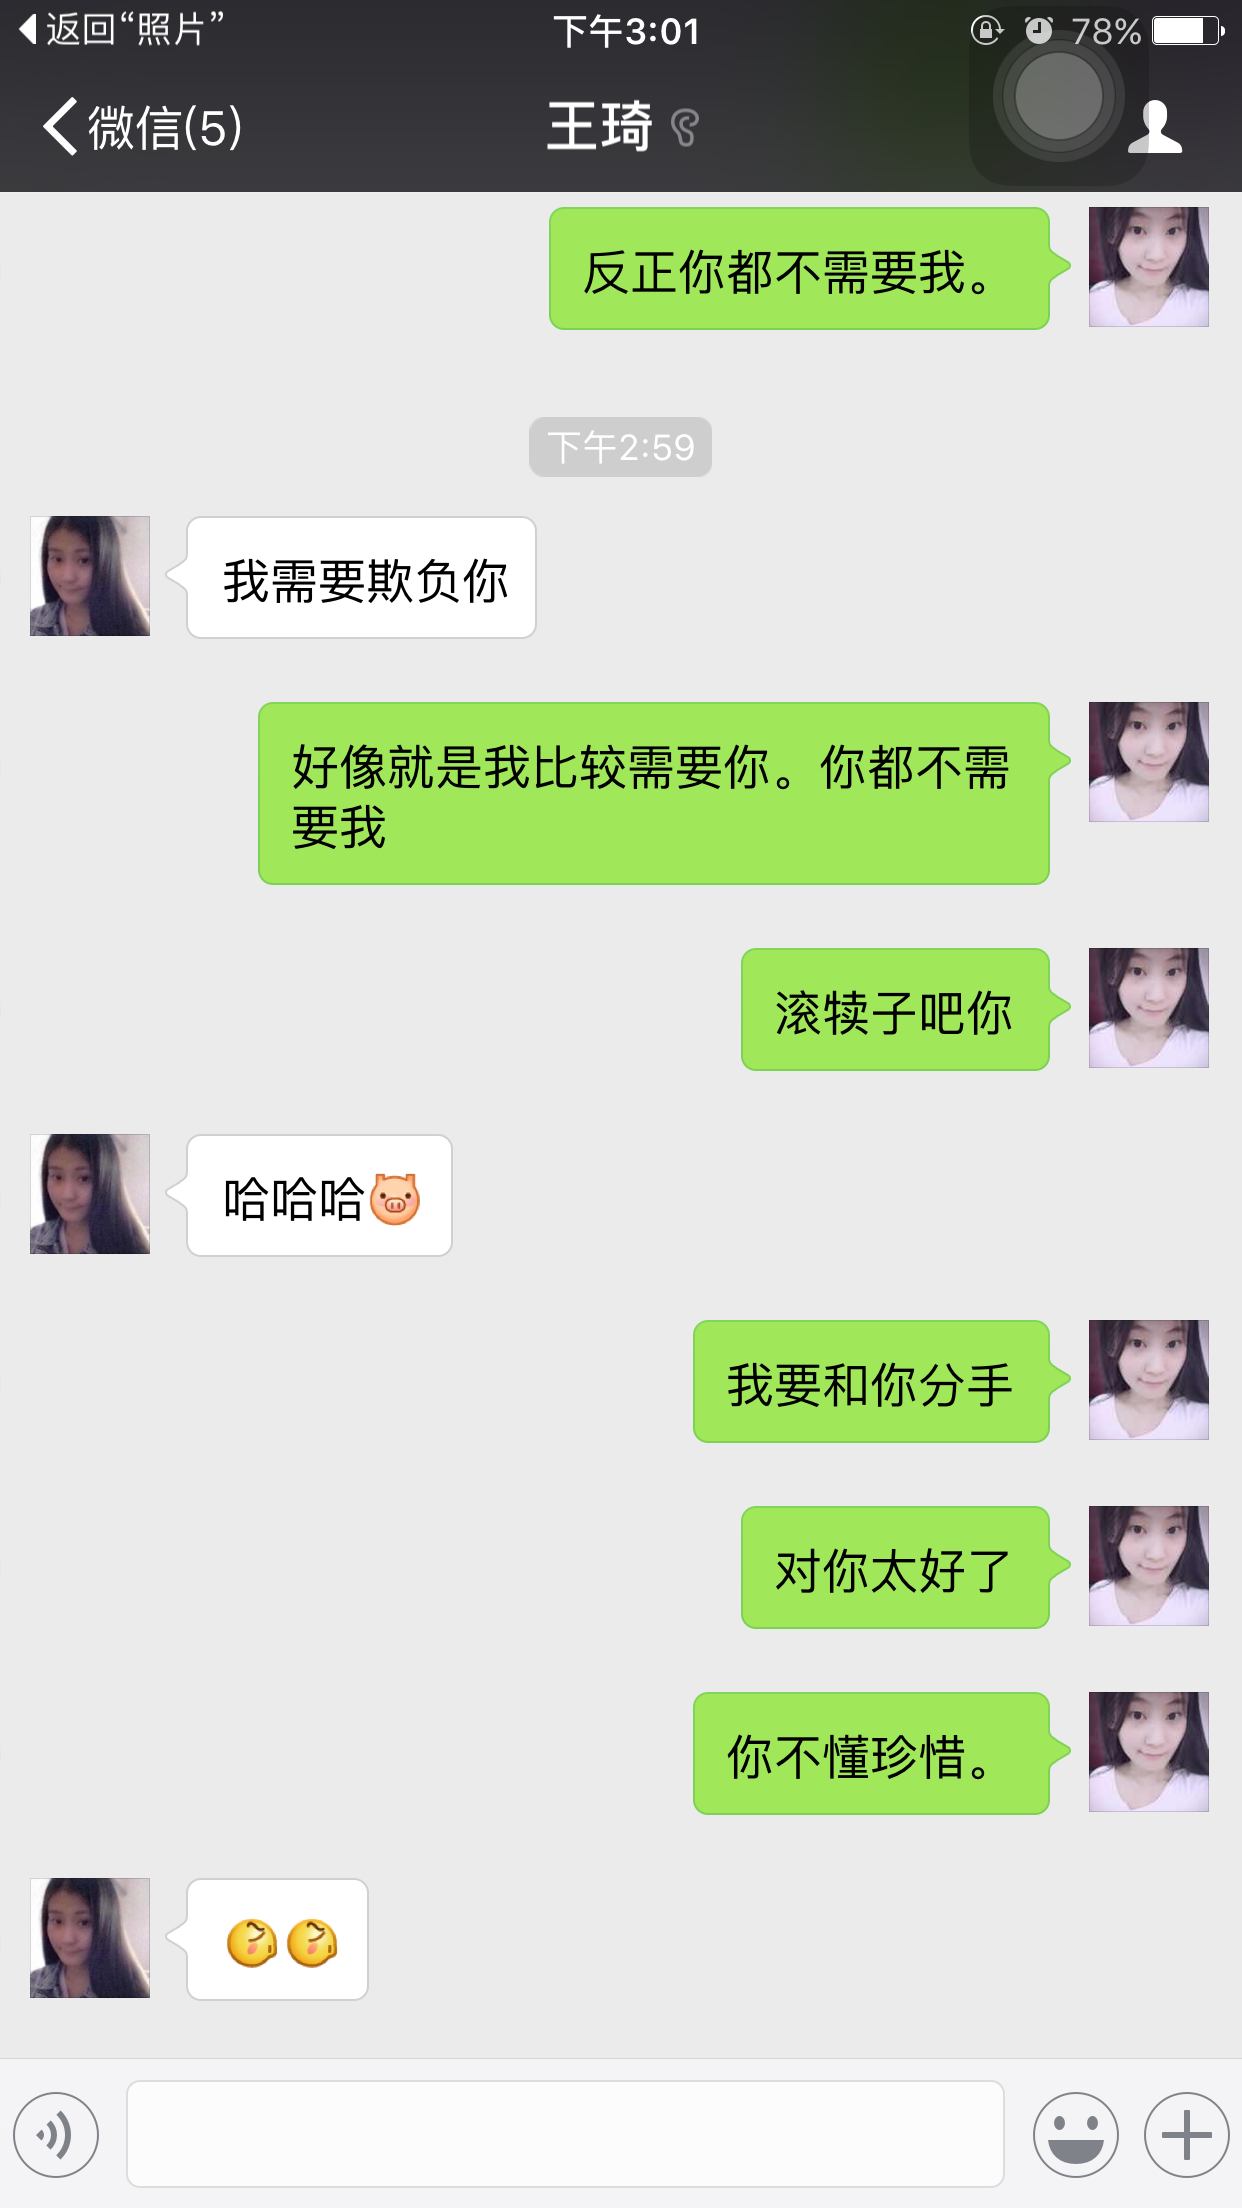 返回“照片”
下午3:01
78%
微信(5)
王琦
反正你都不需要我。
下午2:59
我需要欺负你
好像就是我比较需要你。你都不需
要我
滚犊子吧你
哈哈哈🐷
我要和你分手
对你太好了
你不懂珍惜。